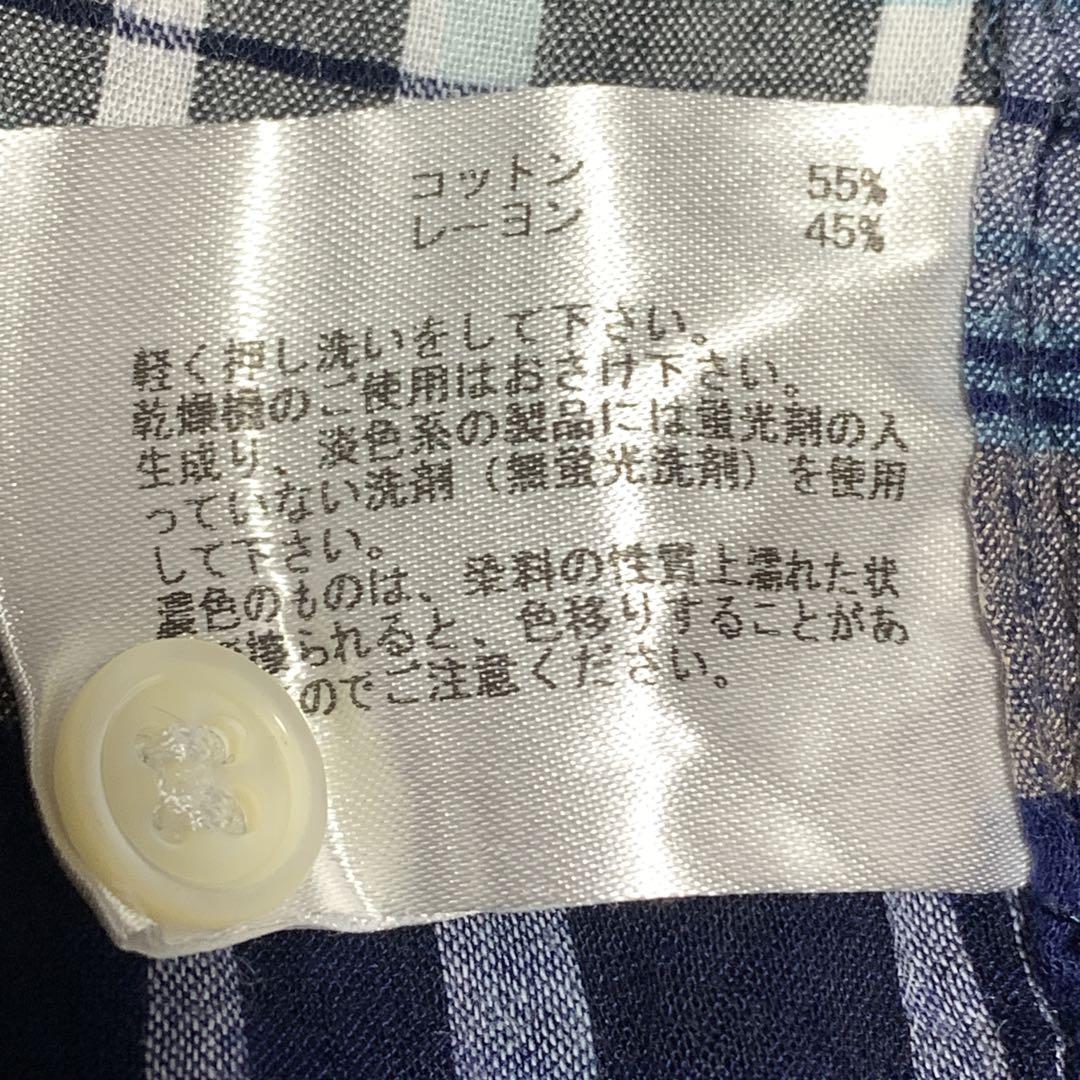 コットン 55%
レーヨン 45%
軽く押し洗いをして下さい。
乾燥機のご使用はおさけ下さい。
生成り、淡色系の製品には蛍光剤の入
っていない洗剤（無蛍光洗剤）を使用
して下さい。
濃色のものは、染料の性質上濡れた状
られると、色移りすることがあ
のでご注意ください。